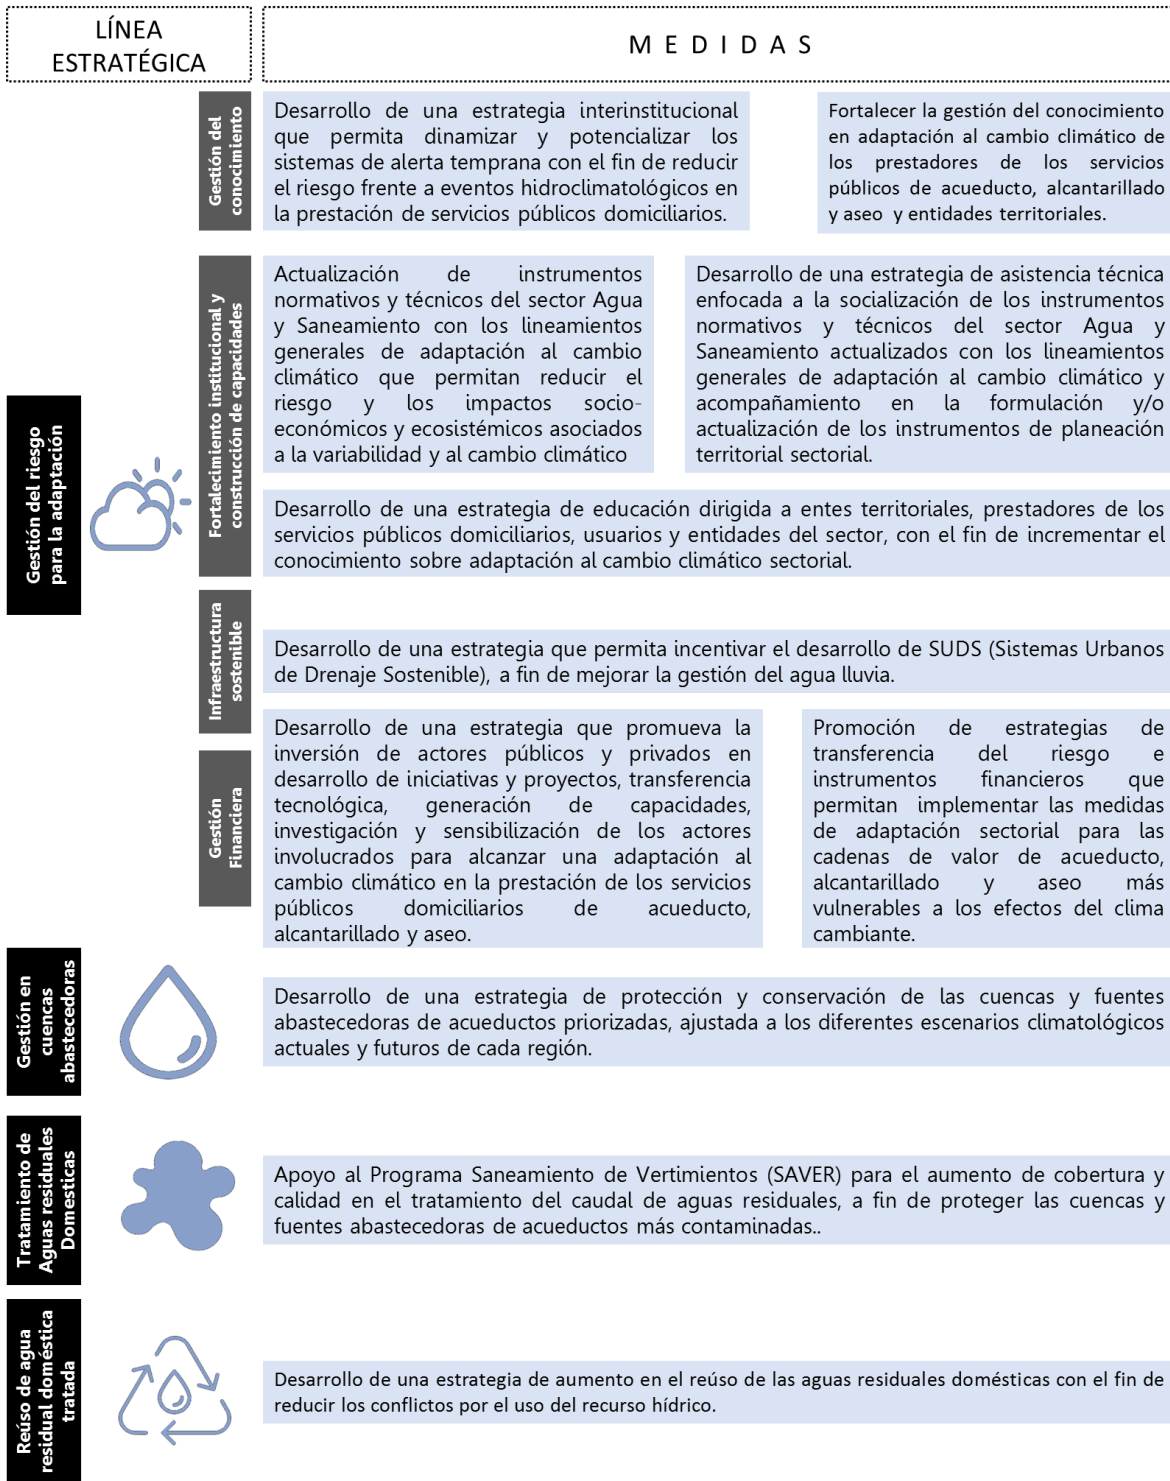 LÍNEA
ESTRATÉGICA
M E D I D A S
Gestión del riesgo
para la adaptación
Gestión del
conocimiento
Desarrollo de una estrategia interinstitucional
que permita dinamizar y potencializar los
sistemas de alerta temprana con el fin de reducir
el riesgo frente a eventos hidroclimatológicos en
la prestación de servicios públicos domiciliarios.
Fortalecer la gestión del conocimiento
en adaptación al cambio climático de
los prestadores de los servicios
públicos de acueducto, alcantarillado
y aseo y entidades territoriales.
Fortalecimiento institucional y
construcción de capacidades
Actualización de instrumentos
normativos y técnicos del sector Agua
y Saneamiento con los lineamientos
generales de adaptación al cambio
climático que permitan reducir el
riesgo y los impactos socio-
económicos y ecosistémicos asociados
a la variabilidad y al cambio climático
Desarrollo de una estrategia de asistencia técnica
enfocada a la socialización de los instrumentos
normativos y técnicos del sector Agua y
Saneamiento actualizados con los lineamientos
generales de adaptación al cambio climático y
acompañamiento en la formulación y/o
actualización de los instrumentos de planeación
territorial sectorial.
Desarrollo de una estrategia de educación dirigida a entes territoriales, prestadores de los
servicios públicos domiciliarios, usuarios y entidades del sector, con el fin de incrementar el
conocimiento sobre adaptación al cambio climático sectorial.
Infraestructura
sostenible
Desarrollo de una estrategia que permita incentivar el desarrollo de SUDS (Sistemas Urbanos
de Drenaje Sostenible), a fin de mejorar la gestión del agua lluvia.
Gestión
Financiera
Desarrollo de una estrategia que promueva la
inversión de actores públicos y privados en
desarrollo de iniciativas y proyectos, transferencia
tecnológica, generación de capacidades,
investigación y sensibilización de los actores
involucrados para alcanzar una adaptación al
cambio climático en la prestación de los servicios
públicos domiciliarios de acueducto,
alcantarillado y aseo.
Promoción de estrategias de
transferencia del riesgo e
instrumentos financieros que
permitan implementar las medidas
de adaptación sectorial para las
cadenas de valor de acueducto,
alcantarillado y aseo más
vulnerables a los efectos del clima
cambiante.
Gestión en
cuencas
abastecedoras
Desarrollo de una estrategia de protección y conservación de las cuencas y fuentes
abastecedoras de acueductos priorizadas, ajustada a los diferentes escenarios climatológicos
actuales y futuros de cada región.
Tratamiento de
Aguas residuales
Domesticas
Apoyo al Programa Saneamiento de Vertimientos (SAVER) para el aumento de cobertura y
calidad en el tratamiento del caudal de aguas residuales, a fin de proteger las cuencas y
fuentes abastecedoras de acueductos más contaminadas..
Reúso de agua
residual doméstica
tratada
Desarrollo de una estrategia de aumento en el reúso de las aguas residuales domésticas con el fin de
reducir los conflictos por el uso del recurso hídrico.